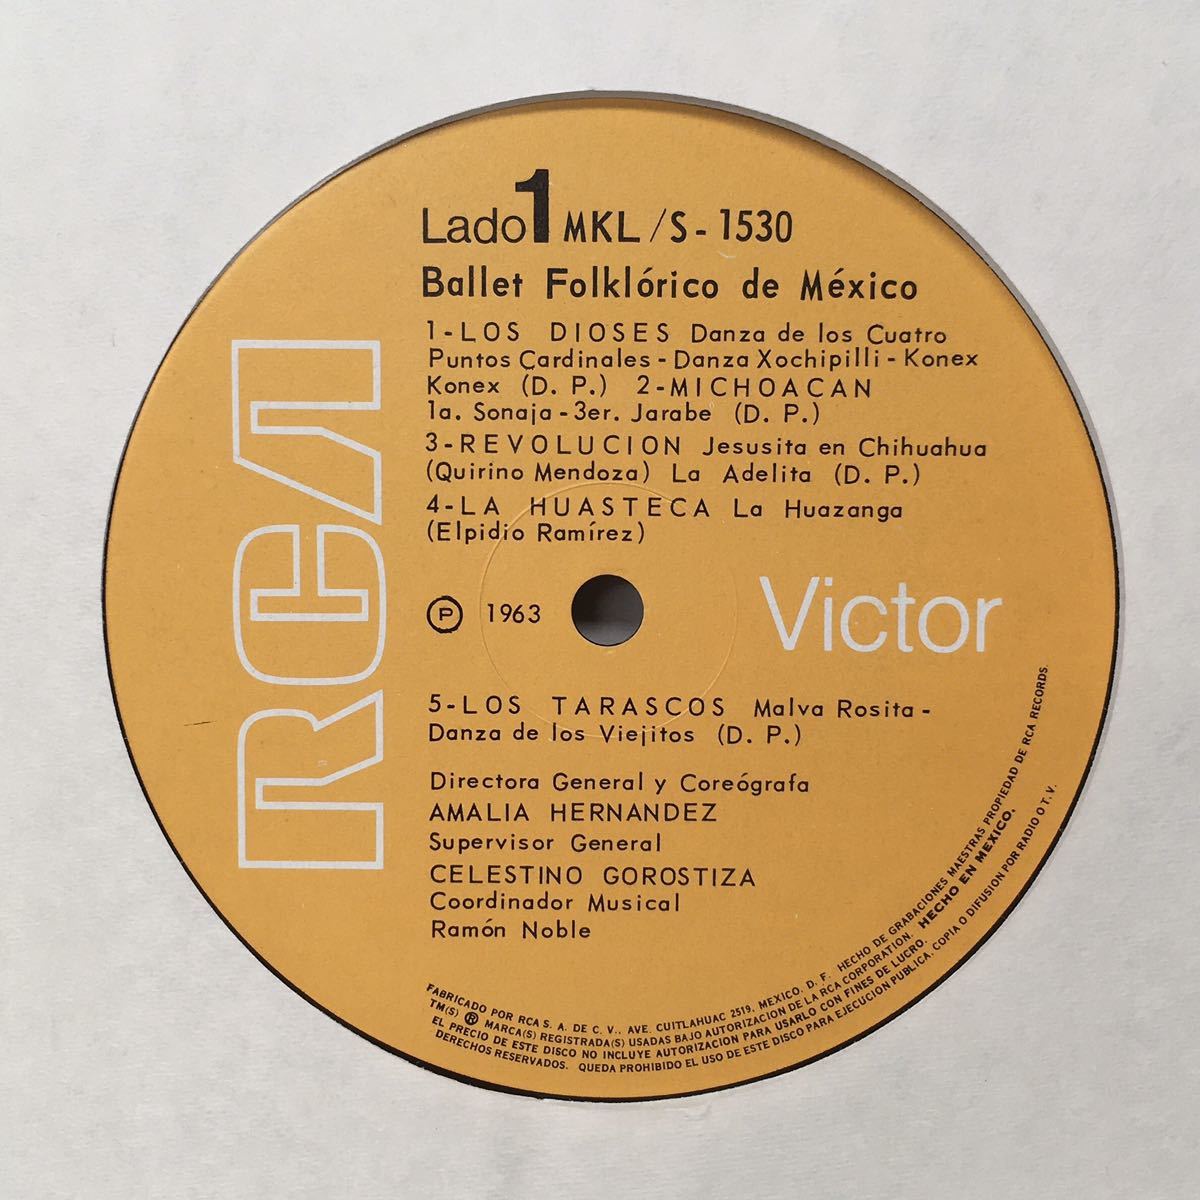 Lado 1 MKL/S-1530
Ballet Folklórico de México
1-LOS DIOSES Danza de los Cuatro
Puntos Cardinales-Danza Xochipilli-Konex
Konex (D. P.) 2-MICHOACAN
1a. Sonaja-3er. Jarabe (D. P.)
3-REVOLUCION Jesusita en Chihuahua
(Quirino Mendoza) La Adelita (D. P.)
4-LA HUASTECA La Huazanga
(Elpidio Ramírez)
RCA
Ⓟ 1963
Victor
5-LOS TARASCOS Malva Rosita-
Danza de los Viejitos (D. P.)
Directora General y Coreógrafa
AMALIA HERNANDEZ
Supervisor General
CELESTINO GOROSTIZA
Coordinador Musical
Ramón Noble
FABRICADO POR RCA S. A. DE C. V., AVE. CUITLAHUAC 2519, MEXICO, D. F. HECHO DE GRABACIONES MAESTRAS PROPIEDAD DE RCA RECORDS.
TM(S) ® MARCA(S) REGISTRADA(S) USADAS BAJO AUTORIZACION DE LA RCA CORPORATION. HECHO EN MEXICO.
EL PRECIO DE ESTE DISCO NO INCLUYE AUTORIZACION PARA USARLO CON FINES DE LUCRO.
DERECHOS RESERVADOS. QUEDA PROHIBIDO EL USO DE ESTE DISCO PARA EJECUCION PUBLICA, COPIA O DIFUSION POR RADIO O T. V.